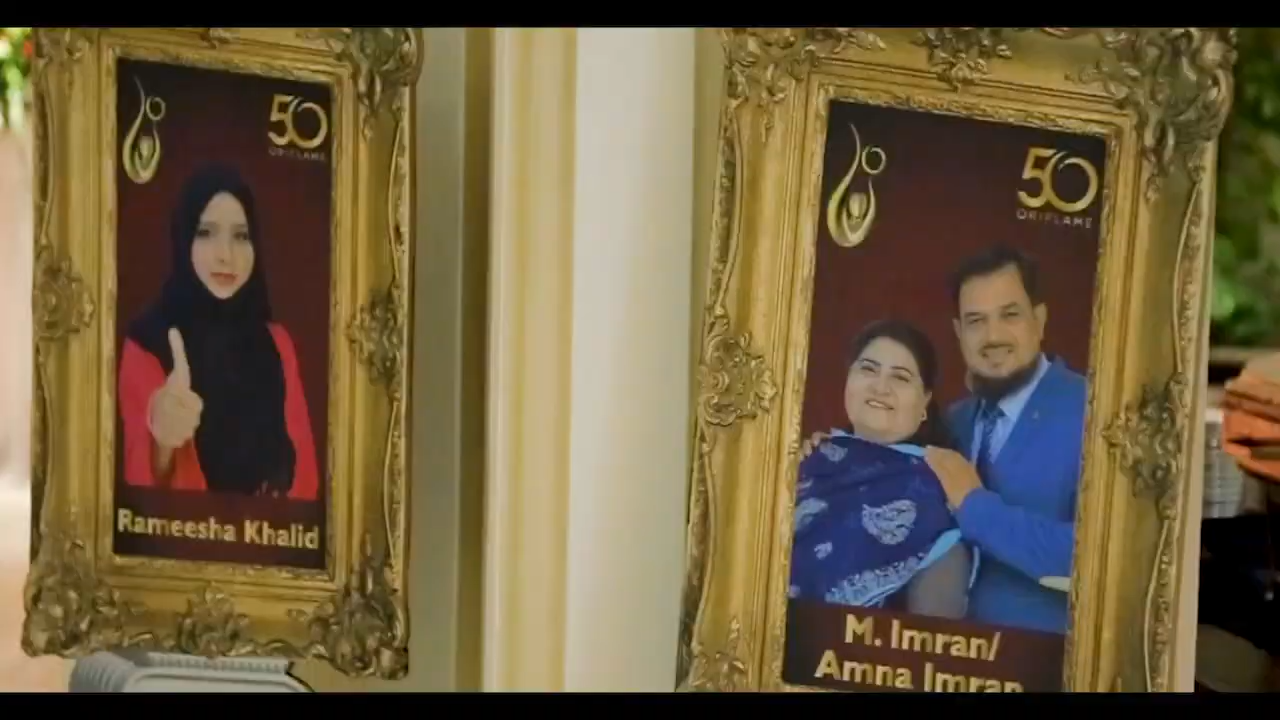 50
ORIFLAME
Rameesha Khalid
50
ORIFLAME
M. Imran/
Amna Imran